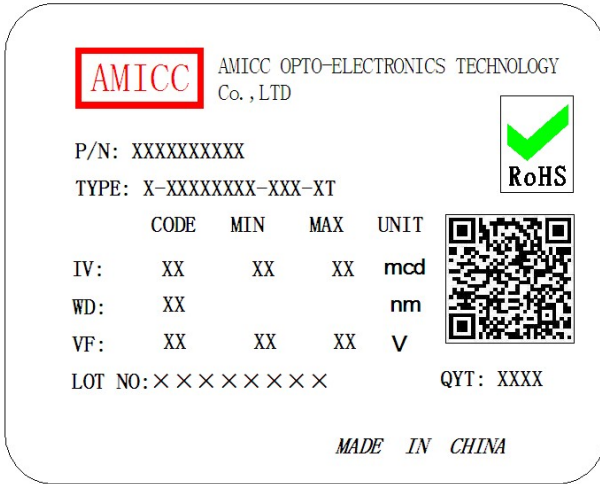 AMICC
AMICC OPTO-ELECTRONICS TECHNOLOGY
Co.,LTD
RoHS
P/N: XXXXXXXXXX
TYPE: X-XXXXXXXX-XXX-XT
CODE MIN MAX UNIT
IV: XX XX XX mcd
WD: XX nm
VF: XX XX XX V
LOT NO:×××××××× QYT: XXXX
MADE IN CHINA